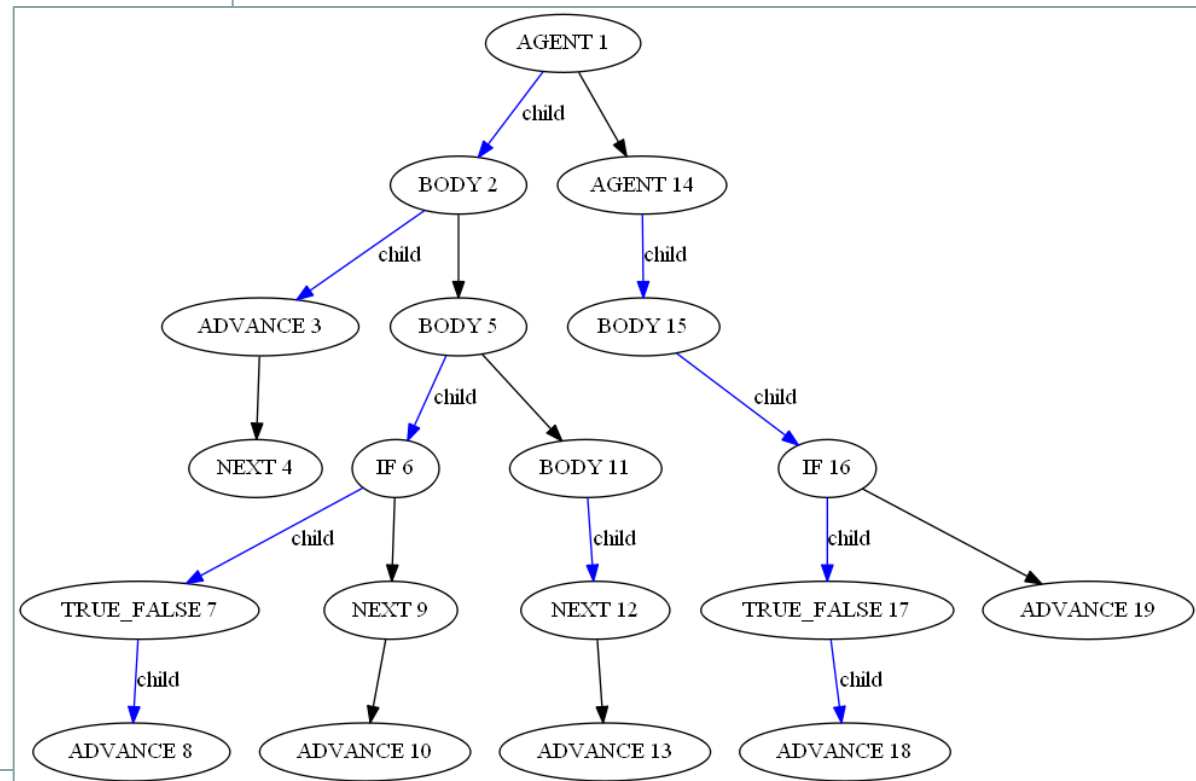 AGENT 1
child
BODY 2
AGENT 14
child
child
ADVANCE 3
BODY 5
BODY 15
child
child
NEXT 4
IF 6
BODY 11
IF 16
child
child
child
TRUE_FALSE 7
NEXT 9
NEXT 12
TRUE_FALSE 17
ADVANCE 19
child
child
ADVANCE 8
ADVANCE 10
ADVANCE 13
ADVANCE 18